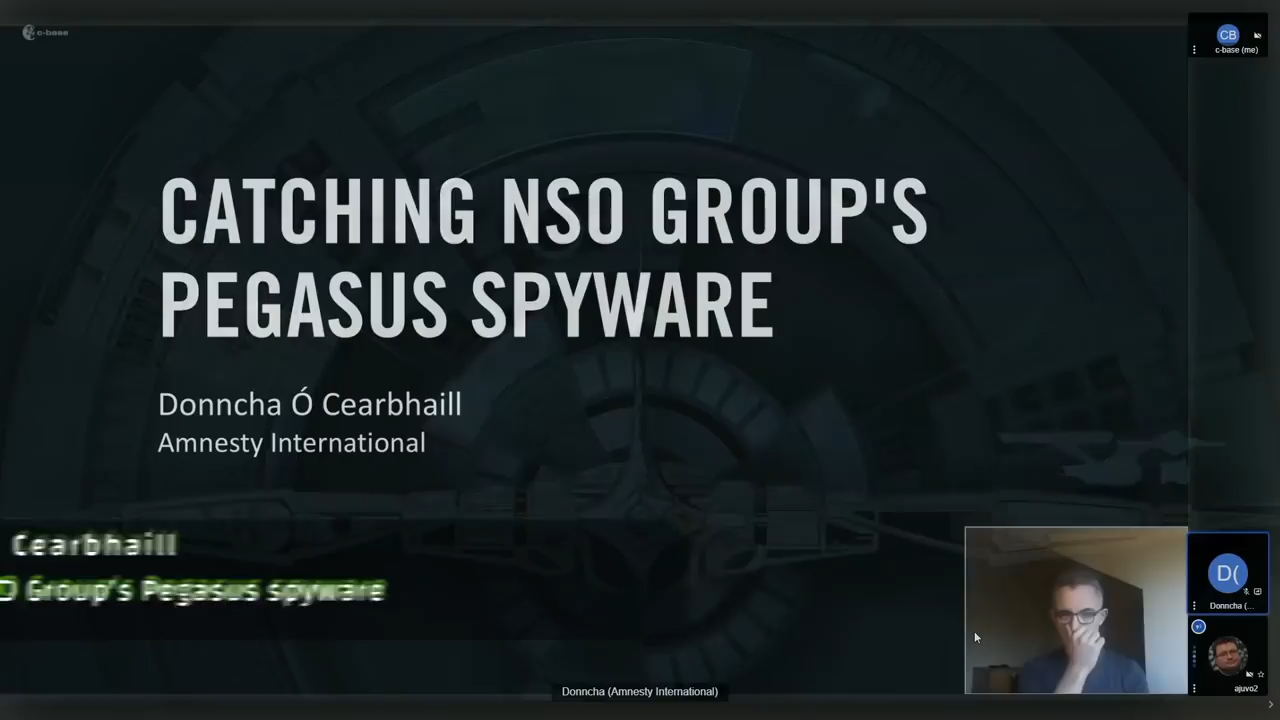 c-base
CB
c-base (me)
CATCHING NSO GROUP'S
PEGASUS SPYWARE
Donncha Ó Cearbhaill
Amnesty International
Cearbhaill
Group's Pegasus spyware
D(
Donncha (...
ajuvo2
Donncha (Amnesty International)